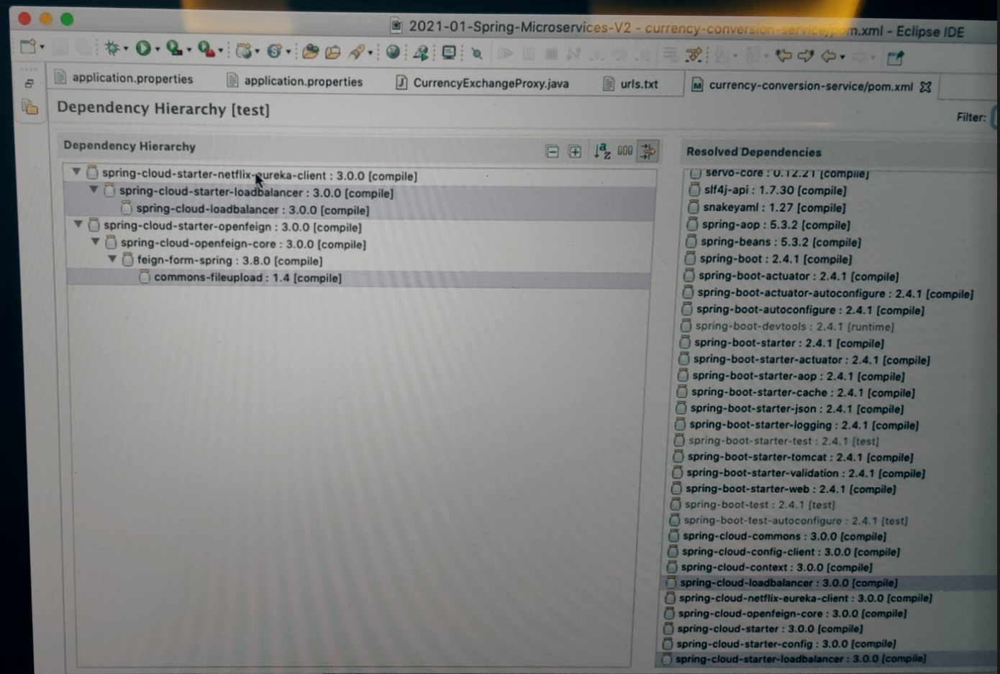 2021-01-Spring-Microservices-V2 - currency-conversion-service/pom.xml - Eclipse IDE
application.properties
application.properties
CurrencyExchangeProxy.java
urls.txt
currency-conversion-service/pom.xml
Dependency Hierarchy [test]
Filter:
Dependency Hierarchy
spring-cloud-starter-netflix-eureka-client : 3.0.0 [compile]
spring-cloud-starter-loadbalancer : 3.0.0 [compile]
spring-cloud-loadbalancer : 3.0.0 [compile]
spring-cloud-starter-openfeign : 3.0.0 [compile]
spring-cloud-openfeign-core : 3.0.0 [compile]
feign-form-spring : 3.8.0 [compile]
commons-fileupload : 1.4 [compile]
Resolved Dependencies
servo-core : 0.12.21 [compile]
slf4j-api : 1.7.30 [compile]
snakeyaml : 1.27 [compile]
spring-aop : 5.3.2 [compile]
spring-beans : 5.3.2 [compile]
spring-boot : 2.4.1 [compile]
spring-boot-actuator : 2.4.1 [compile]
spring-boot-actuator-autoconfigure : 2.4.1 [compile]
spring-boot-autoconfigure : 2.4.1 [compile]
spring-boot-devtools : 2.4.1 [runtime]
spring-boot-starter : 2.4.1 [compile]
spring-boot-starter-actuator : 2.4.1 [compile]
spring-boot-starter-aop : 2.4.1 [compile]
spring-boot-starter-cache : 2.4.1 [compile]
spring-boot-starter-json : 2.4.1 [compile]
spring-boot-starter-logging : 2.4.1 [compile]
spring-boot-starter-test : 2.4.1 [test]
spring-boot-starter-tomcat : 2.4.1 [compile]
spring-boot-starter-validation : 2.4.1 [compile]
spring-boot-starter-web : 2.4.1 [compile]
spring-boot-test : 2.4.1 [test]
spring-boot-test-autoconfigure : 2.4.1 [test]
spring-cloud-commons : 3.0.0 [compile]
spring-cloud-config-client : 3.0.0 [compile]
spring-cloud-context : 3.0.0 [compile]
spring-cloud-loadbalancer : 3.0.0 [compile]
spring-cloud-netflix-eureka-client : 3.0.0 [compile]
spring-cloud-openfeign-core : 3.0.0 [compile]
spring-cloud-starter : 3.0.0 [compile]
spring-cloud-starter-config : 3.0.0 [compile]
spring-cloud-starter-loadbalancer : 3.0.0 [compile]